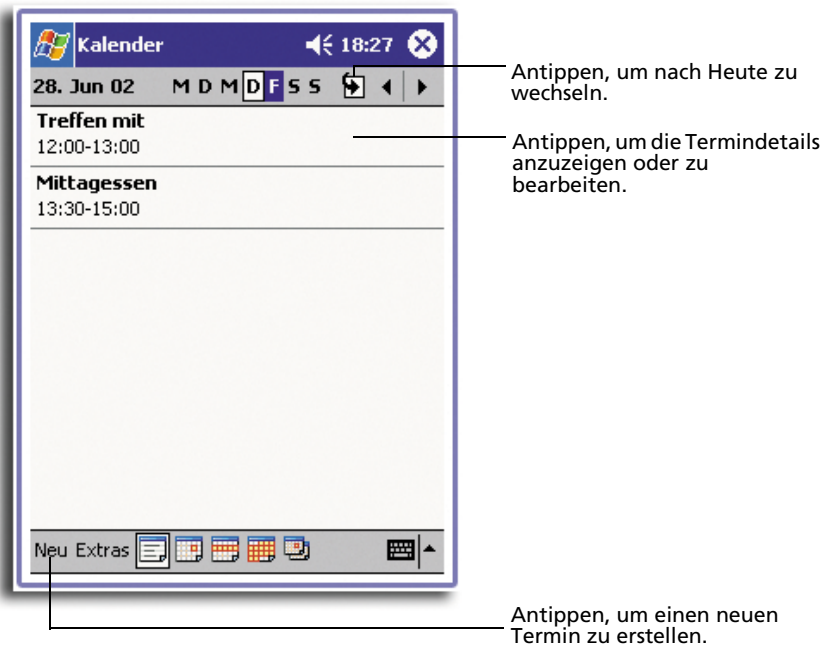 Kalender 18:27
28. Jun 02 M D M D F S S
Antippen, um nach Heute zu
wechseln.
Treffen mit
12:00-13:00
Antippen, um die Termindetails
anzuzeigen oder zu
bearbeiten.
Mittagessen
13:30-15:00
Neu Extras
Antippen, um einen neuen
Termin zu erstellen.